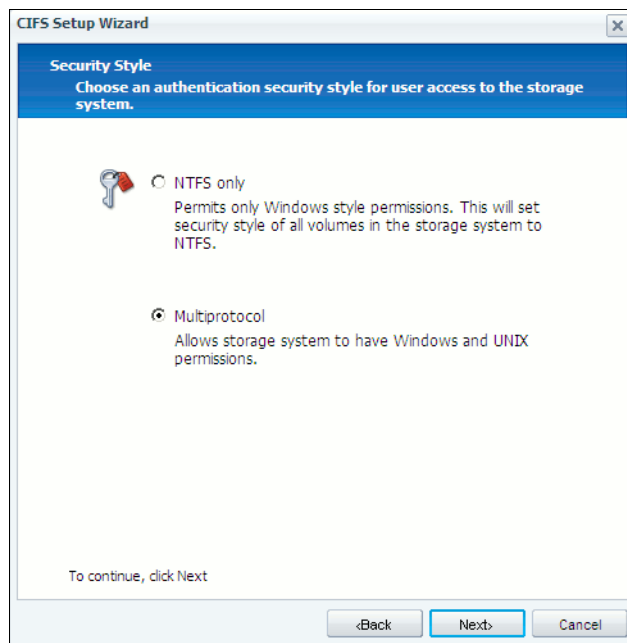 CIFS Setup Wizard
Security Style
Choose an authentication security style for user access to the storage
system.
NTFS only
Permits only Windows style permissions. This will set
security style of all volumes in the storage system to
NTFS.
Multiprotocol
Allows storage system to have Windows and UNIX
permissions.
To continue, click Next
<Back
Next>
Cancel